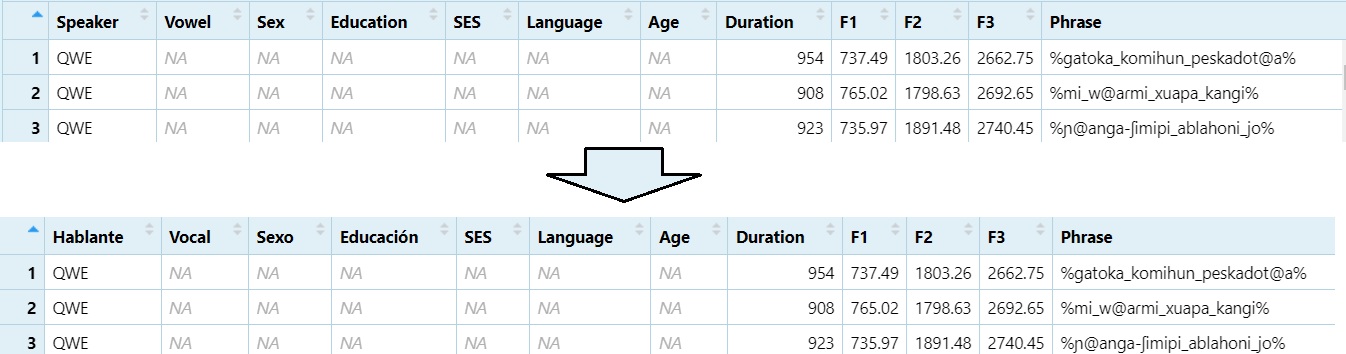 Speaker Vowel Sex Education SES Language Age Duration F1 F2 F3 Phrase
1 QWE NA NA NA NA NA NA 954 737.49 1803.26 2662.75 %gatoka_komihun_peskadot@a%
2 QWE NA NA NA NA NA NA 908 765.02 1798.63 2692.65 %mi_w@aɾmi_xuapa_kangi%
3 QWE NA NA NA NA NA NA 923 735.97 1891.48 2740.45 %ɲ@anga-ʃimipi_ablahoni_jo%
Hablante Vocal Sexo Educación SES Language Age Duration F1 F2 F3 Phrase
1 QWE NA NA NA NA NA NA 954 737.49 1803.26 2662.75 %gatoka_komihun_peskadot@a%
2 QWE NA NA NA NA NA NA 908 765.02 1798.63 2692.65 %mi_w@aɾmi_xuapa_kangi%
3 QWE NA NA NA NA NA NA 923 735.97 1891.48 2740.45 %ɲ@anga-ʃimipi_ablahoni_jo%